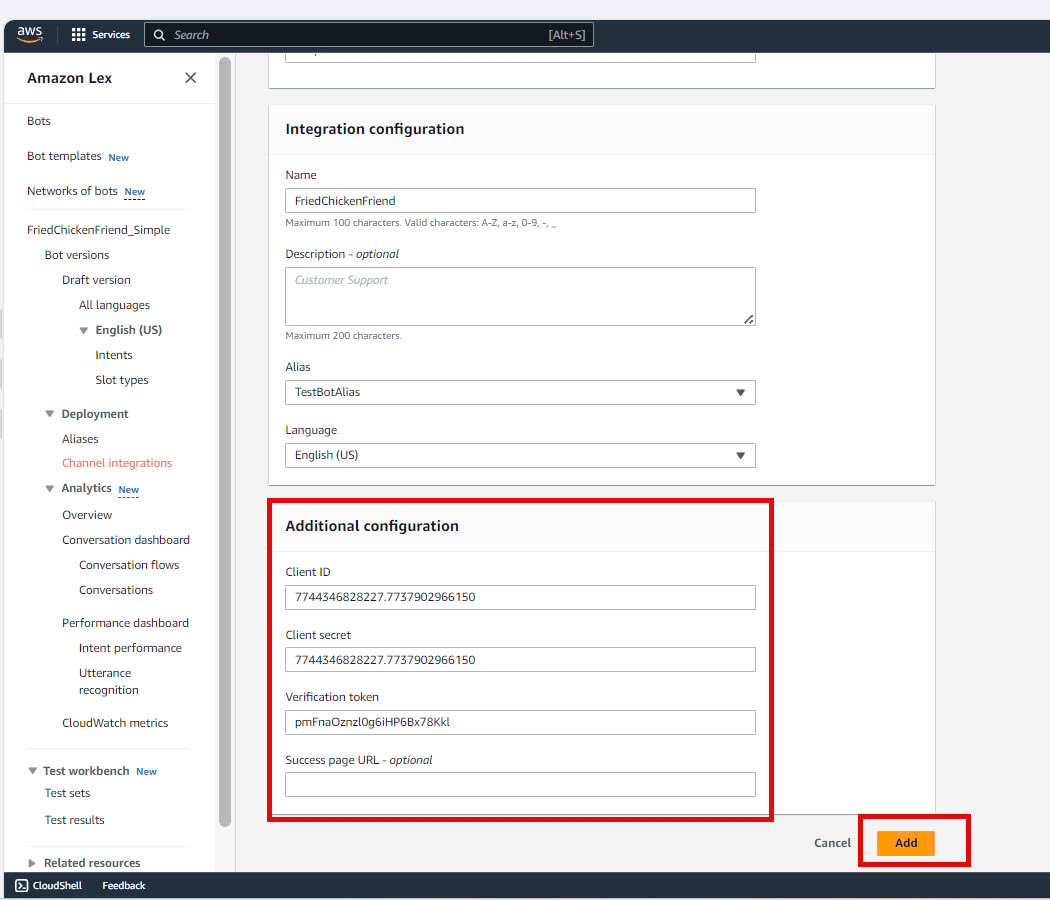 aws
Services
Search [Alt+S]
Amazon Lex
Bots
Bot templates New
Networks of bots New
FriedChickenFriend_Simple
Bot versions
Draft version
All languages
English (US)
Intents
Slot types
Deployment
Aliases
Channel integrations
Analytics New
Overview
Conversation dashboard
Conversation flows
Conversations
Performance dashboard
Intent performance
Utterance
recognition
CloudWatch metrics
Test workbench New
Test sets
Test results
Related resources
Integration configuration
Name
FriedChickenFriend
Maximum 100 characters. Valid characters: A-Z, a-z, 0-9, -, _
Description - optional
Customer Support
Maximum 200 characters.
Alias
TestBotAlias
Language
English (US)
Additional configuration
Client ID
7744346828227.7737902966150
Client secret
7744346828227.7737902966150
Verification token
pmFnaOznzl0g6iHP6Bx78Kkl
Success page URL - optional
Cancel
Add
CloudShell
Feedback